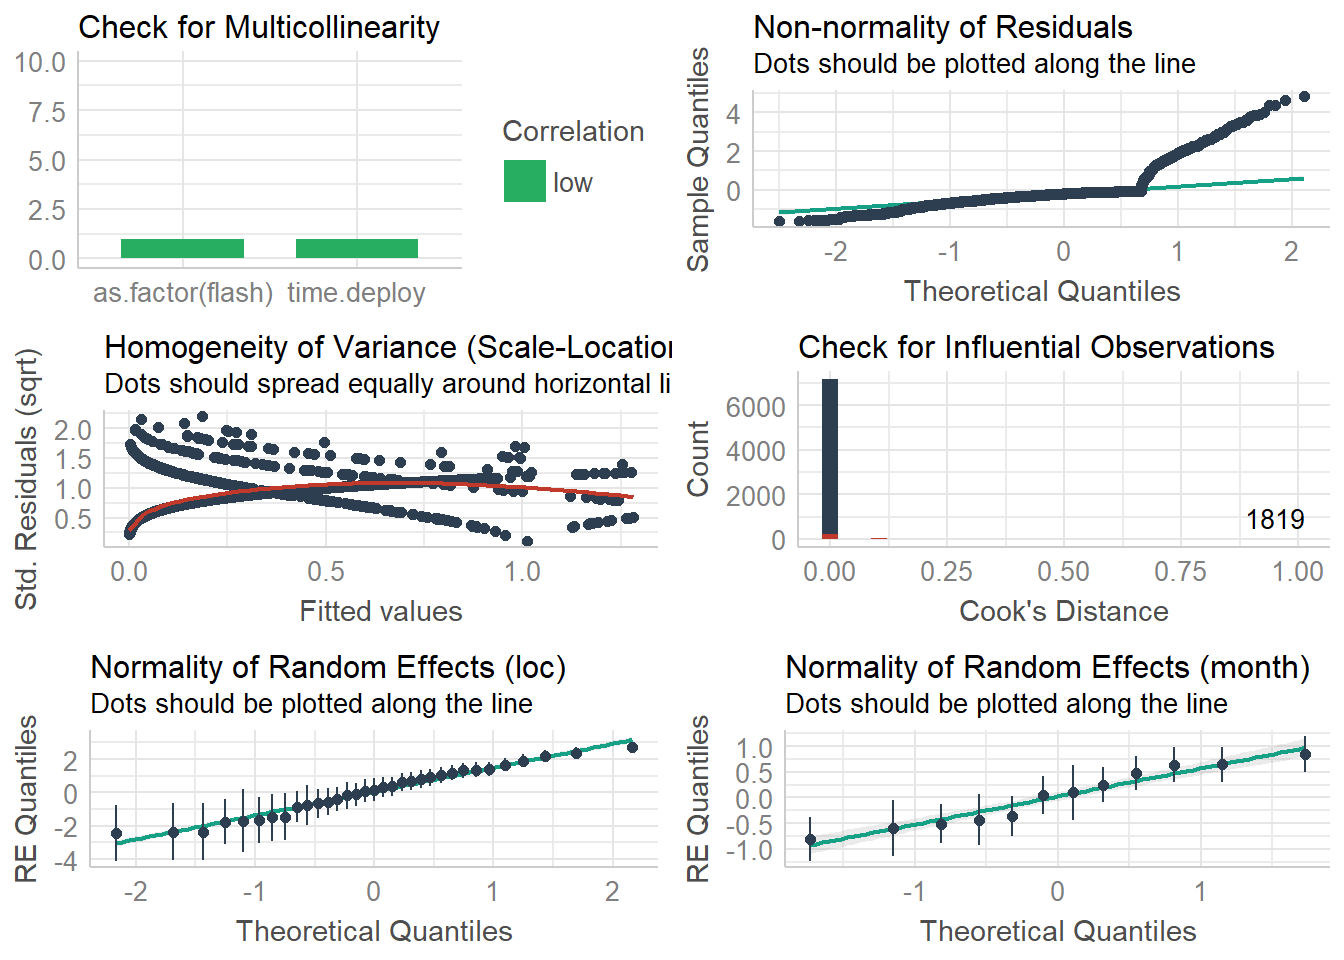 Check for Multicollinearity
10.0
7.5
5.0
2.5
0.0
as.factor(flash) time.deploy
Correlation
low
Non-normality of Residuals
Dots should be plotted along the line
Sample Quantiles
4
2
0
-2 -1 0 1 2
Theoretical Quantiles
Homogeneity of Variance (Scale-Location
Dots should spread equally around horizontal li
Std. Residuals (sqrt)
2.0
1.5
1.0
0.5
0.0 0.5 1.0
Fitted values
Check for Influential Observations
Count
6000
4000
2000
0
1819
0.00 0.25 0.50 0.75 1.00
Cook's Distance
Normality of Random Effects (loc)
Dots should be plotted along the line
RE Quantiles
2
0
-2
-4
-2 -1 0 1 2
Theoretical Quantiles
Normality of Random Effects (month)
Dots should be plotted along the line
RE Quantiles
1.0
0.5
0.0
-0.5
-1.0
-1 0 1
Theoretical Quantiles